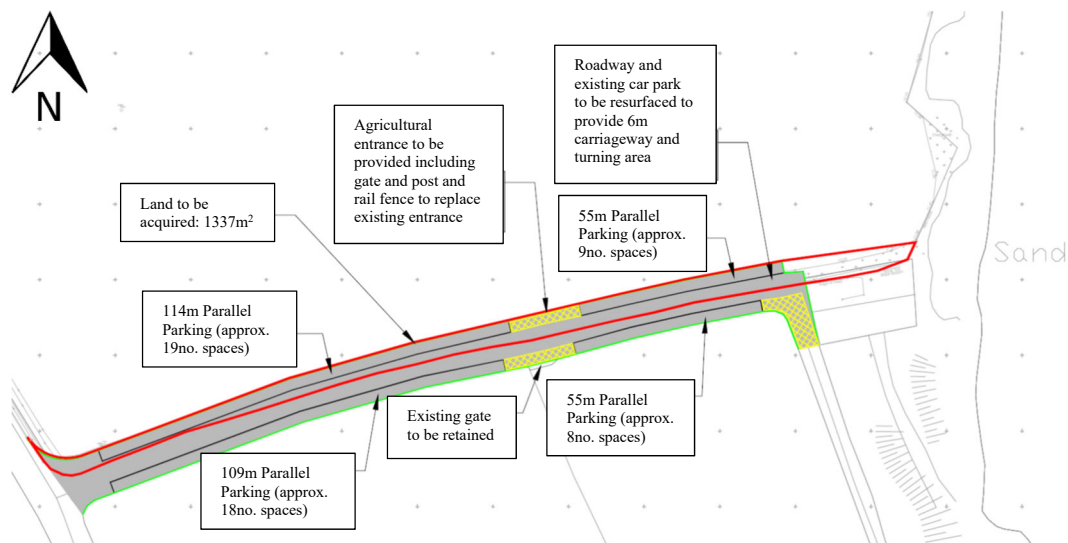 N
Roadway and
existing car park
to be resurfaced to
provide 6m
carriageway and
turning area
Agricultural
entrance to be
provided including
gate and post and
rail fence to replace
existing entrance
Land to be
acquired: 1337m²
55m Parallel
Parking (approx.
9no. spaces)
Sand
114m Parallel
Parking (approx.
19no. spaces)
Existing gate
to be retained
55m Parallel
Parking (approx.
8no. spaces)
109m Parallel
Parking (approx.
18no. spaces)